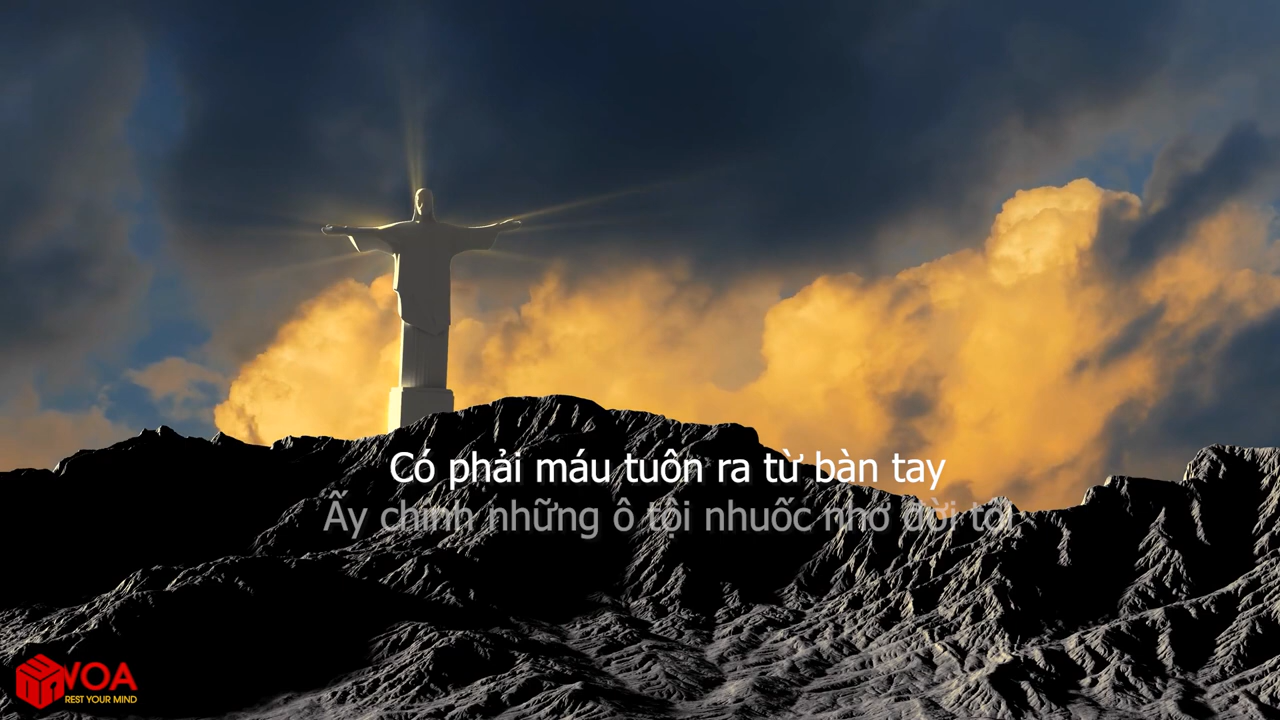 Có phải máu tuôn ra từ bàn tay
Ấy chính những ô tội nhuốc nhơ đời tôi
VOA
REST YOUR MIND